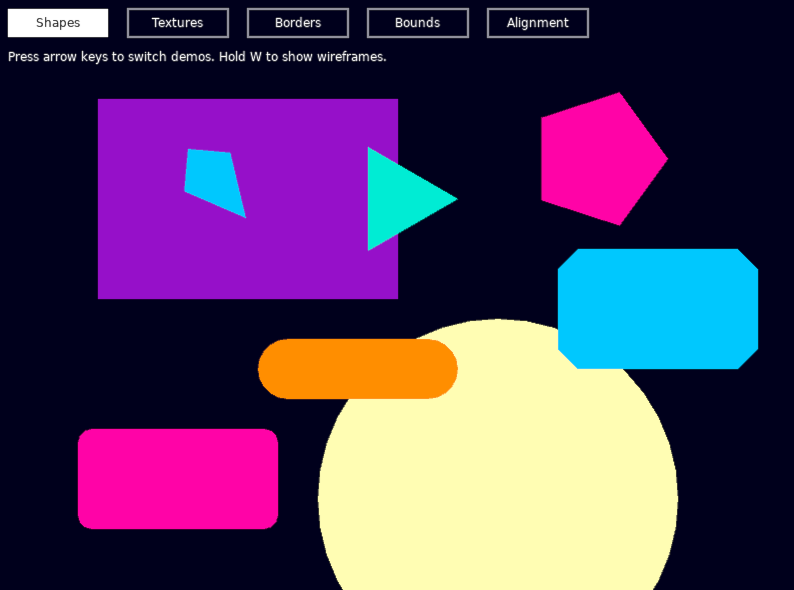 Shapes Textures Borders Bounds Alignment
Press arrow keys to switch demos. Hold W to show wireframes.